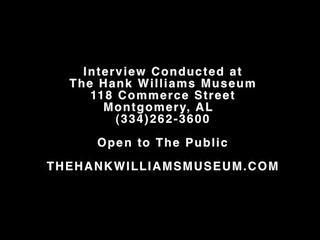 Interview Conducted at
The Hank Williams Museum
118 Commerce Street
Montgomery, AL
(334)262-3600
Open to The Public
THEHANKWILLIAMSMUSEUM.COM